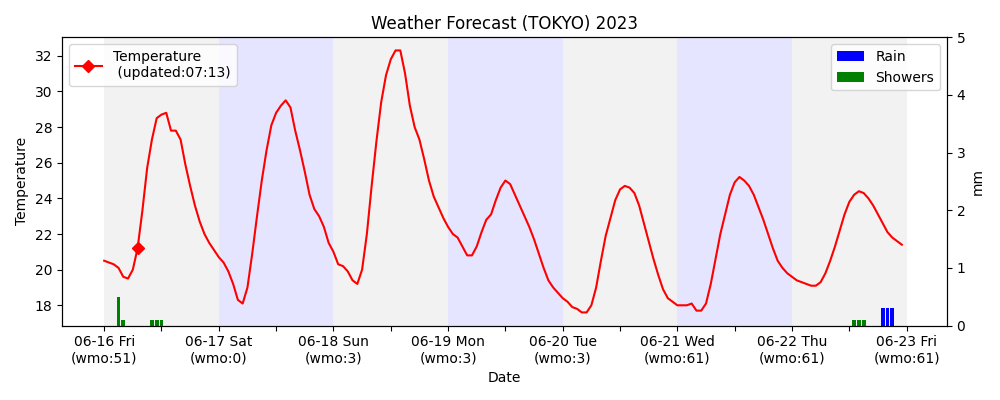 Weather Forecast (TOKYO) 2023
Temperature
(updated:07:13)
Rain
Showers
Temperature
32
30
28
26
24
22
20
18
5
4
3
2
1
0
mm
06-16 Fri
(wmo:51)
06-17 Sat
(wmo:0)
06-18 Sun
(wmo:3)
06-19 Mon
(wmo:3)
06-20 Tue
(wmo:3)
06-21 Wed
(wmo:61)
06-22 Thu
(wmo:61)
06-23 Fri
(wmo:61)
Date